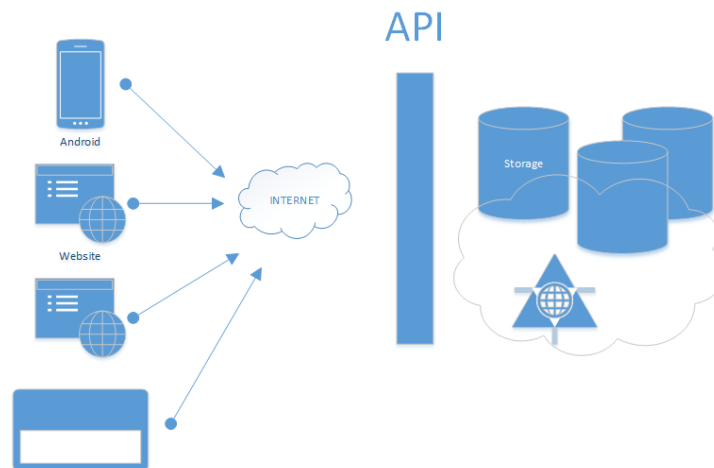 API
Android
Storage
INTERNET
Website